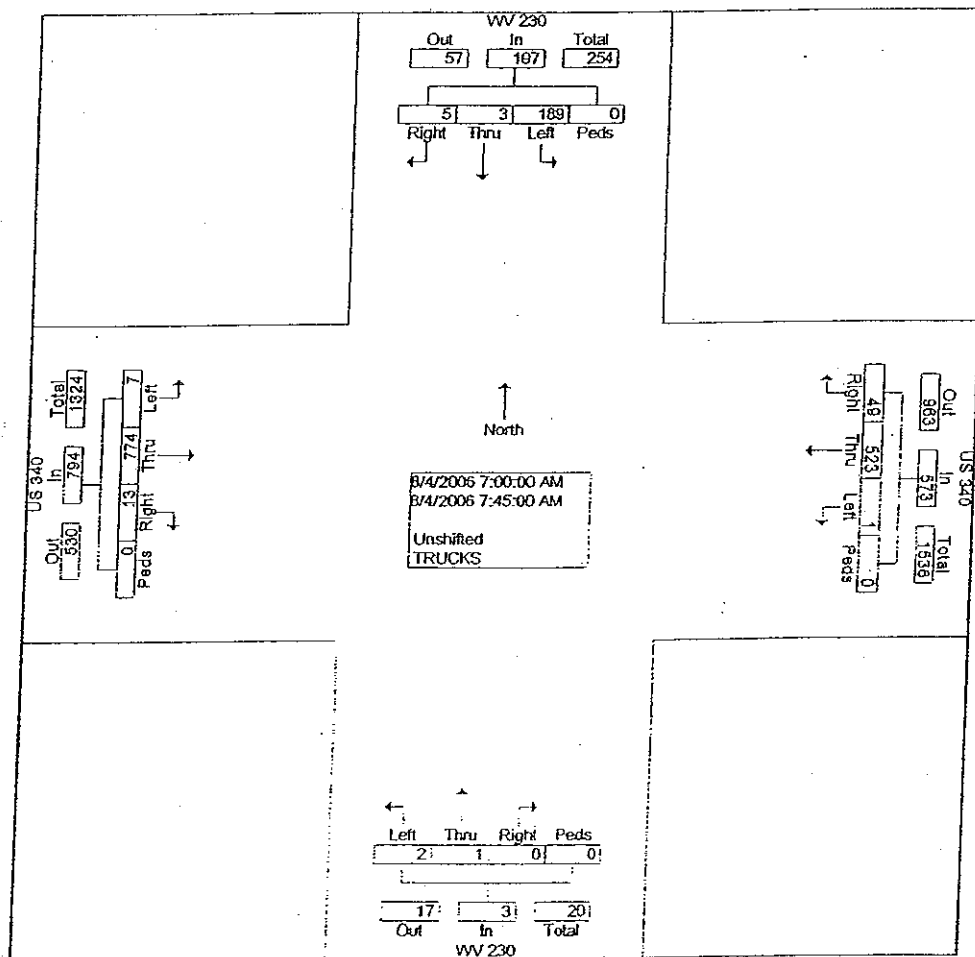 WV 230
Out In Total
57 197 254
5 3 189 0
Right Thru Left Peds
US 340
Total In Out
1324 794 530
7 774 13 0
Left Thru Right Peds
North
8/4/2006 7:00:00 AM
8/4/2006 7:45:00 AM
Unshifted
TRUCKS
Right Thru Left Peds
49 523 1 0
Out In Total
963 573 1536
US 340
Left Thru Right Peds
2 1 0 0
17 3 20
Out In Total
WV 230